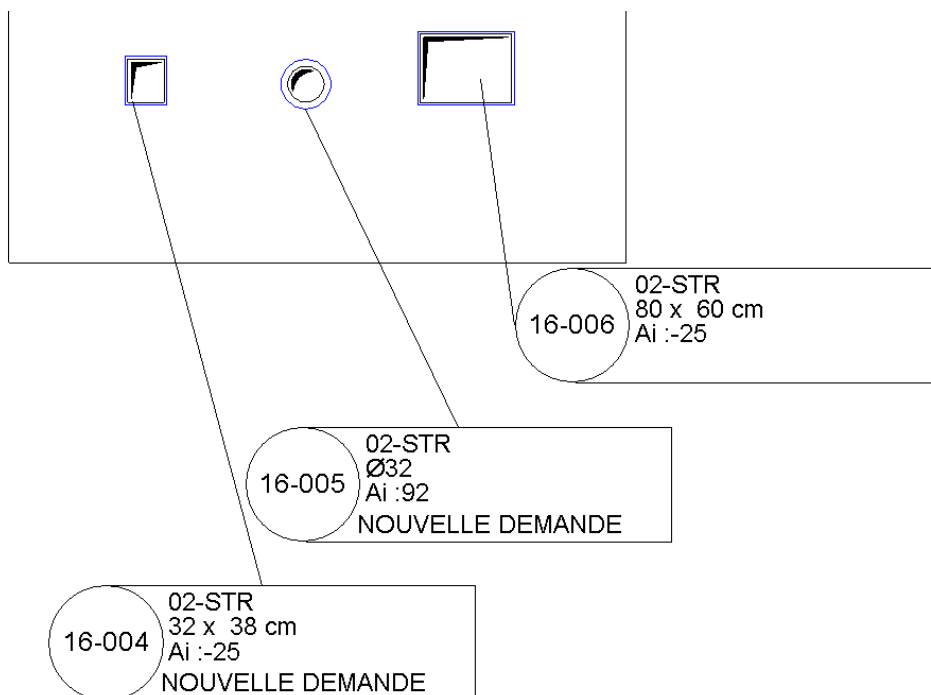 16-006
02-STR
80 x  60 cm
Ai :-25
16-005
02-STR
Ø32
Ai :92
NOUVELLE DEMANDE
16-004
02-STR
32 x  38 cm
Ai :-25
NOUVELLE DEMANDE